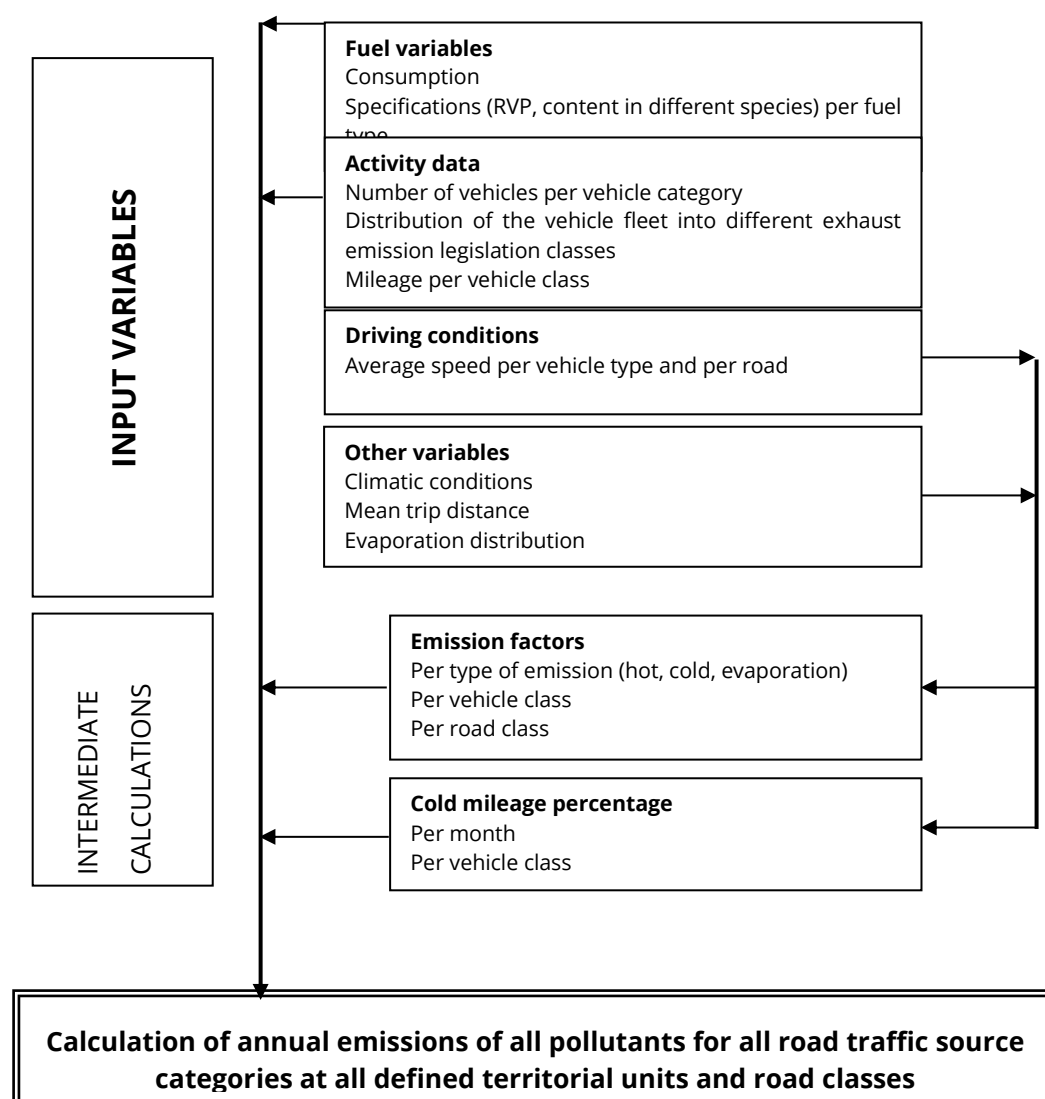 Fuel variables
Consumption
Specifications (RVP, content in different species) per fuel
type
Activity data
Number of vehicles per vehicle category
Distribution of the vehicle fleet into different exhaust
emission legislation classes
Mileage per vehicle class
INPUT VARIABLES
Driving conditions
Average speed per vehicle type and per road
Other variables
Climatic conditions
Mean trip distance
Evaporation distribution
INTERMEDIATE
CALCULATIONS
Emission factors
Per type of emission (hot, cold, evaporation)
Per vehicle class
Per road class
Cold mileage percentage
Per month
Per vehicle class
Calculation of annual emissions of all pollutants for all road traffic source
categories at all defined territorial units and road classes